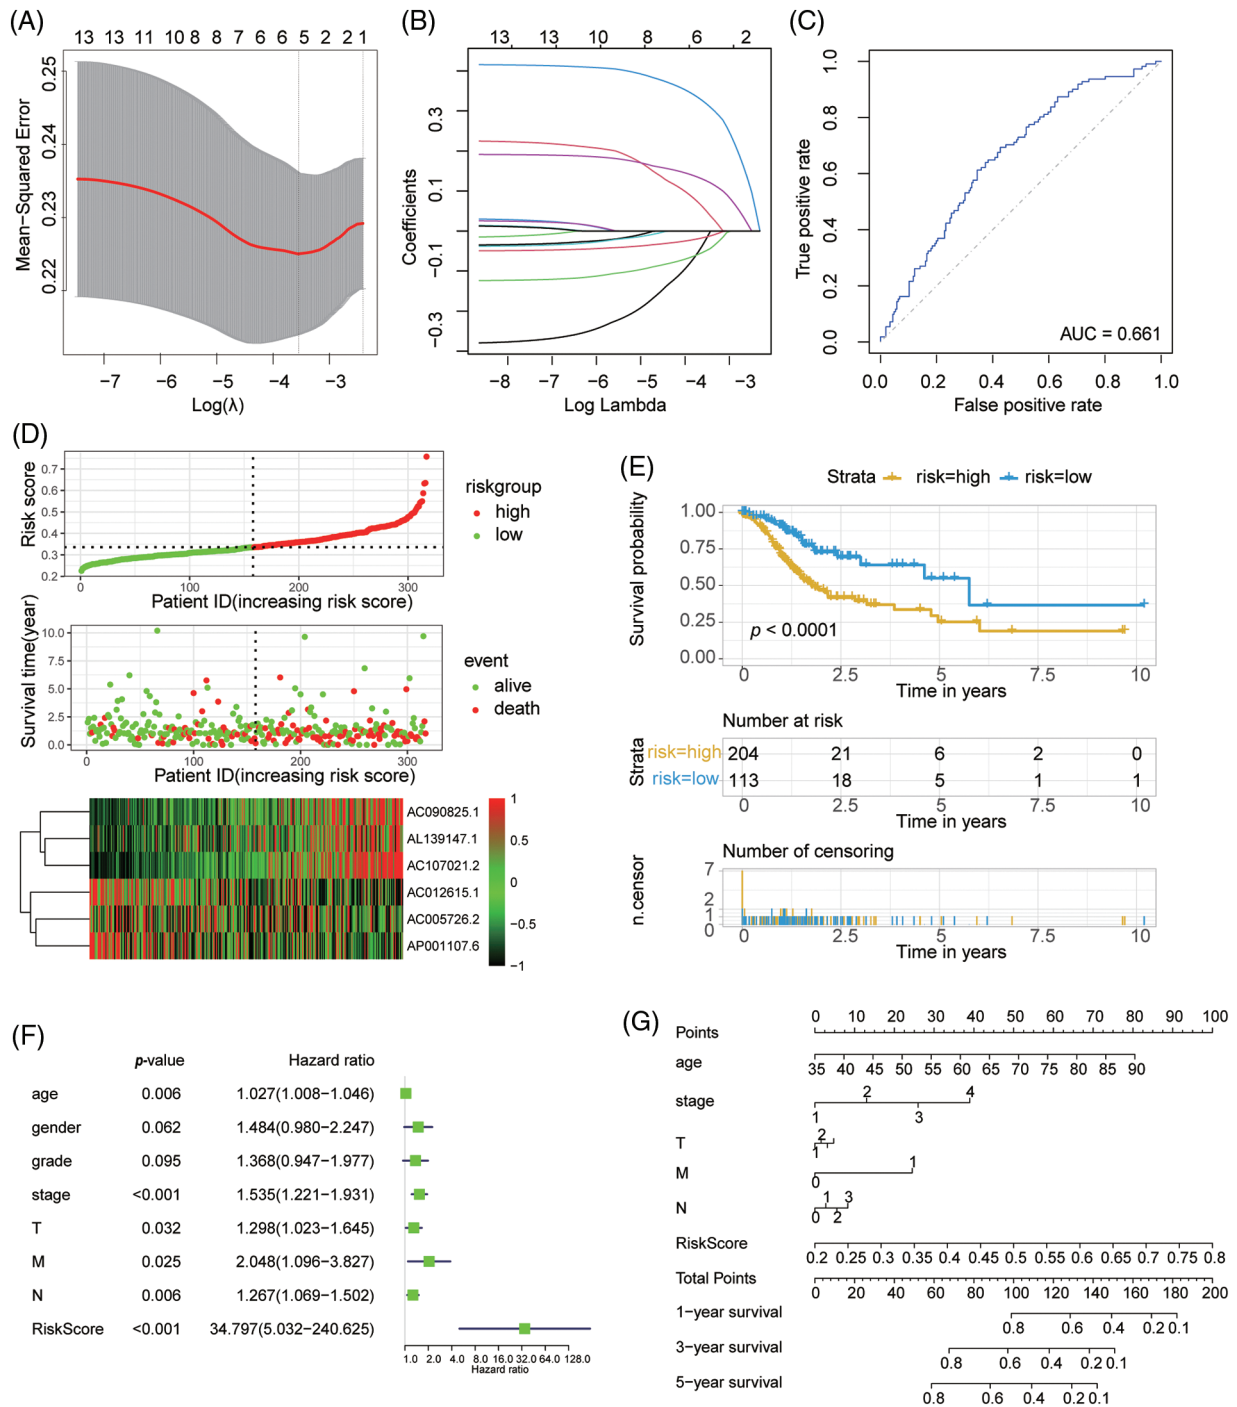 (A)
13 13 11 10 8 8 7 6 6 5 2 2 1
Mean−Squared Error
0.25
0.24
0.23
0.22
−7 −6 −5 −4 −3
Log(λ)
(B)
13 13 10 8 6 2
Coefficients
0.3
0.1
−0.1
−0.3
−8 −7 −6 −5 −4 −3
Log Lambda
(C)
True positive rate
1.0
0.8
0.6
0.4
0.2
0.0
AUC = 0.661
0.0 0.2 0.4 0.6 0.8 1.0
False positive rate
(D)
Risk score
0.7
0.6
0.5
0.4
0.3
0.2
0 100 200 300
Patient ID(increasing risk score)
riskgroup
high
low
Survival time(year)
10.0
7.5
5.0
2.5
0.0
0 100 200 300
Patient ID(increasing risk score)
event
alive
death
AC090825.1
AL139147.1
AC107021.2
AC012615.1
AC005726.2
AP001107.6
1
0.5
0
−0.5
−1
(E)
Strata risk=high risk=low
Survival probability
1.00
0.75
0.50
0.25
0.00
p < 0.0001
0 2.5 5 7.5 10
Time in years
Number at risk
Strata
risk=high 204 21 6 2 0
risk=low 113 18 5 1 1
0 2.5 5 7.5 10
Time in years
Number of censoring
n.censor
7
2
1
0
0 2.5 5 7.5 10
Time in years
(F)
p-value Hazard ratio
age 0.006 1.027(1.008−1.046)
gender 0.062 1.484(0.980−2.247)
grade 0.095 1.368(0.947−1.977)
stage <0.001 1.535(1.221−1.931)
T 0.032 1.298(1.023−1.645)
M 0.025 2.048(1.096−3.827)
N 0.006 1.267(1.069−1.502)
RiskScore <0.001 34.797(5.032−240.625)
1.0 2.0 4.0 8.0 16.0 32.0 64.0 128.0
Hazard ratio
(G)
Points 0 10 20 30 40 50 60 70 80 90 100
age 35 40 45 50 55 60 65 70 75 80 85 90
stage 1 2 3 4
T 1 2
M 0 1
N 0 1 2 3
RiskScore 0.2 0.25 0.3 0.35 0.4 0.45 0.5 0.55 0.6 0.65 0.7 0.75 0.8
Total Points 0 20 40 60 80 100 120 140 160 180 200
1−year survival 0.8 0.6 0.4 0.2 0.1
3−year survival 0.8 0.6 0.4 0.2 0.1
5−year survival 0.8 0.6 0.4 0.2 0.1